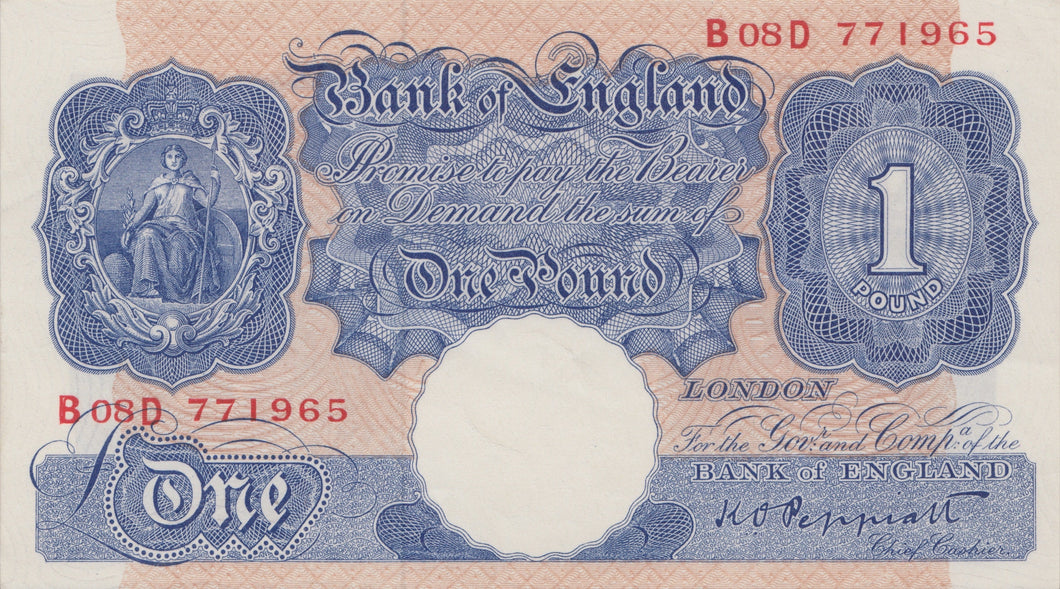 B08D 771965
Bank of England
Promise to pay the Bearer
on Demand the sum of
One Pound
1
POUND
LONDON
B08D 771965
For the Govr. and Compa. of the
BANK of ENGLAND
One
K O Peppiatt
Chief Cashier.